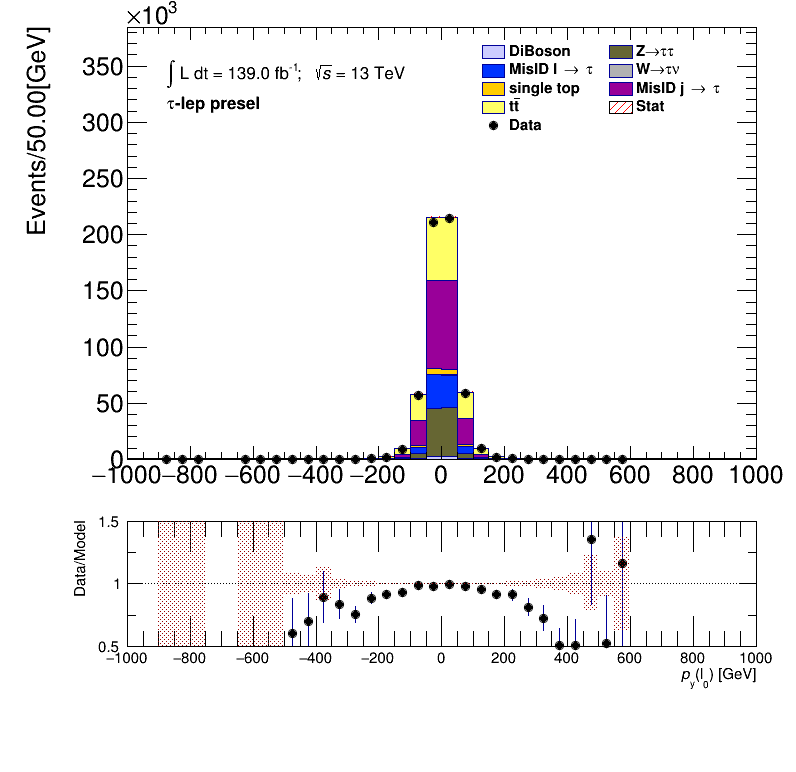 ×10³
Events/50.00[GeV]
350
300
250
200
150
100
50
0
∫ L dt = 139.0 fb⁻¹; √s = 13 TeV
τ-lep presel
DiBoson
Z→ττ
MisID l → τ
W→τν
single top
MisID j → τ
tt̄
Stat
Data
−1000 −800 −600 −400 −200 0 200 400 600 800 1000
Data/Model
1.5
1
0.5
−1000 −800 −600 −400 −200 0 200 400 600 800 1000
p_y(l_0) [GeV]